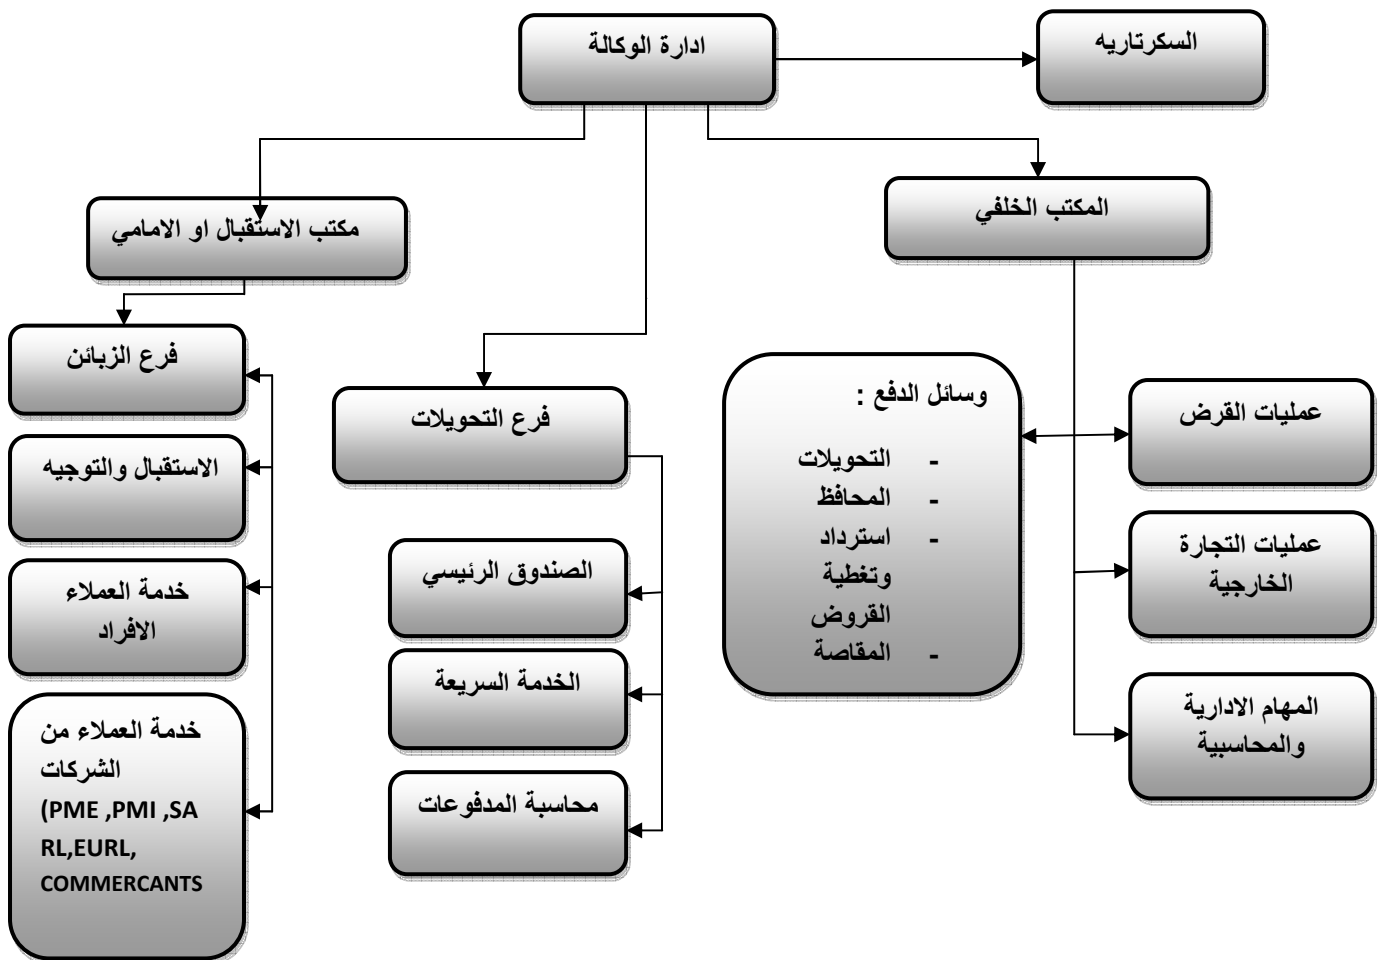 ادارة الوكالة
السكرتاريه
المكتب الخلفي
مكتب الاستقبال او الامامي
فرع الزبائن
الاستقبال والتوجيه
خدمة العملاء
الافراد
خدمة العملاء من
الشركات
(PME ,PMI ,SA
RL,EURL,
COMMERCANTS
فرع التحويلات
الصندوق الرئيسي
الخدمة السريعة
محاسبة المدفوعات
وسائل الدفع :
- التحويلات
- المحافظ
- استرداد
وتغطية
القروض
- المقاصة
عمليات القرض
عمليات التجارة
الخارجية
المهام الادارية
والمحاسبية